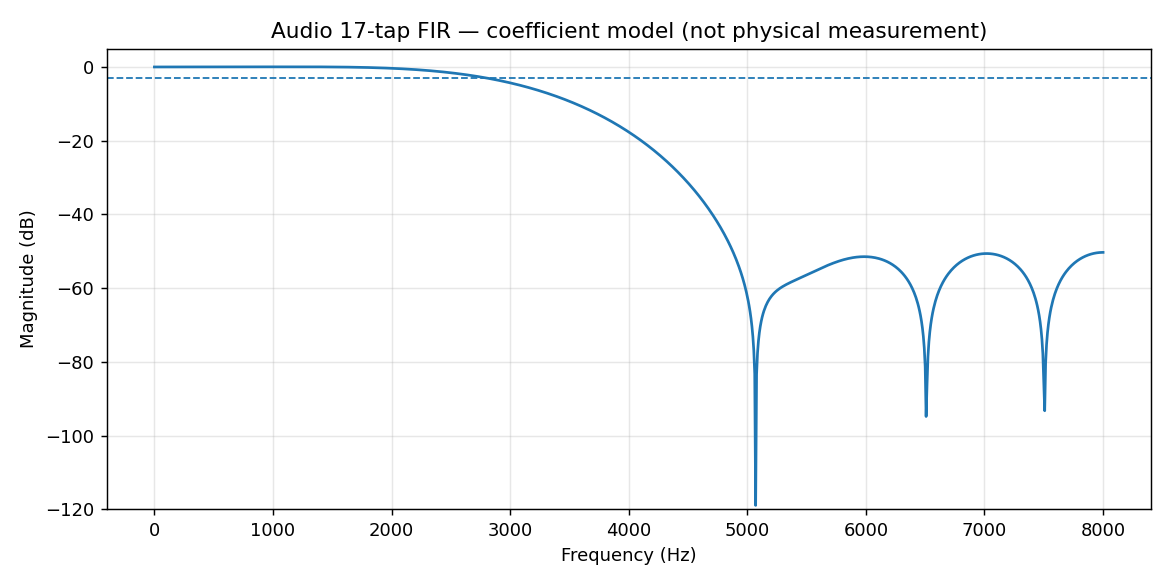 Audio 17-tap FIR — coefficient model (not physical measurement)
Magnitude (dB)
0
−20
−40
−60
−80
−100
−120
0 1000 2000 3000 4000 5000 6000 7000 8000
Frequency (Hz)